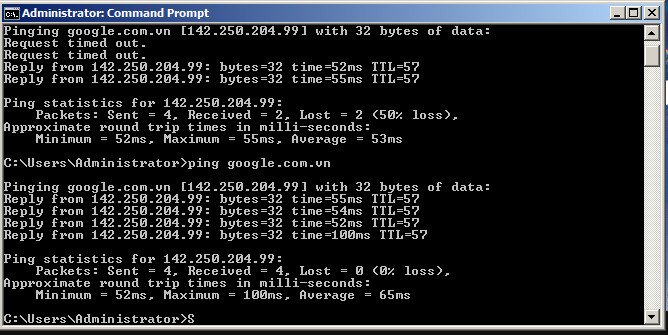 Administrator: Command Prompt
Pinging google.com.vn [142.250.204.99] with 32 bytes of data:
Request timed out.
Request timed out.
Reply from 142.250.204.99: bytes=32 time=52ms TTL=57
Reply from 142.250.204.99: bytes=32 time=55ms TTL=57
Ping statistics for 142.250.204.99:
Packets: Sent = 4, Received = 2, Lost = 2 (50% loss),
Approximate round trip times in milli-seconds:
Minimum = 52ms, Maximum = 55ms, Average = 53ms
C:\Users\Administrator>ping google.com.vn
Pinging google.com.vn [142.250.204.99] with 32 bytes of data:
Reply from 142.250.204.99: bytes=32 time=55ms TTL=57
Reply from 142.250.204.99: bytes=32 time=54ms TTL=57
Reply from 142.250.204.99: bytes=32 time=52ms TTL=57
Reply from 142.250.204.99: bytes=32 time=100ms TTL=57
Ping statistics for 142.250.204.99:
Packets: Sent = 4, Received = 4, Lost = 0 (0% loss),
Approximate round trip times in milli-seconds:
Minimum = 52ms, Maximum = 100ms, Average = 65ms
C:\Users\Administrator>S